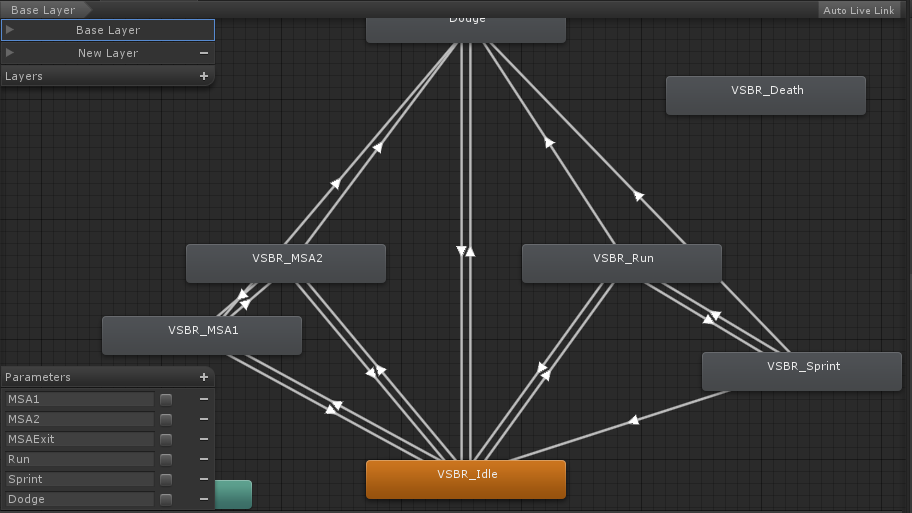 Base Layer
Auto Live Link
Base Layer
New Layer
Layers
Dodge
VSBR_Death
VSBR_MSA2
VSBR_Run
VSBR_MSA1
VSBR_Sprint
VSBR_Idle
Parameters
MSA1
MSA2
MSAExit
Run
Sprint
Dodge